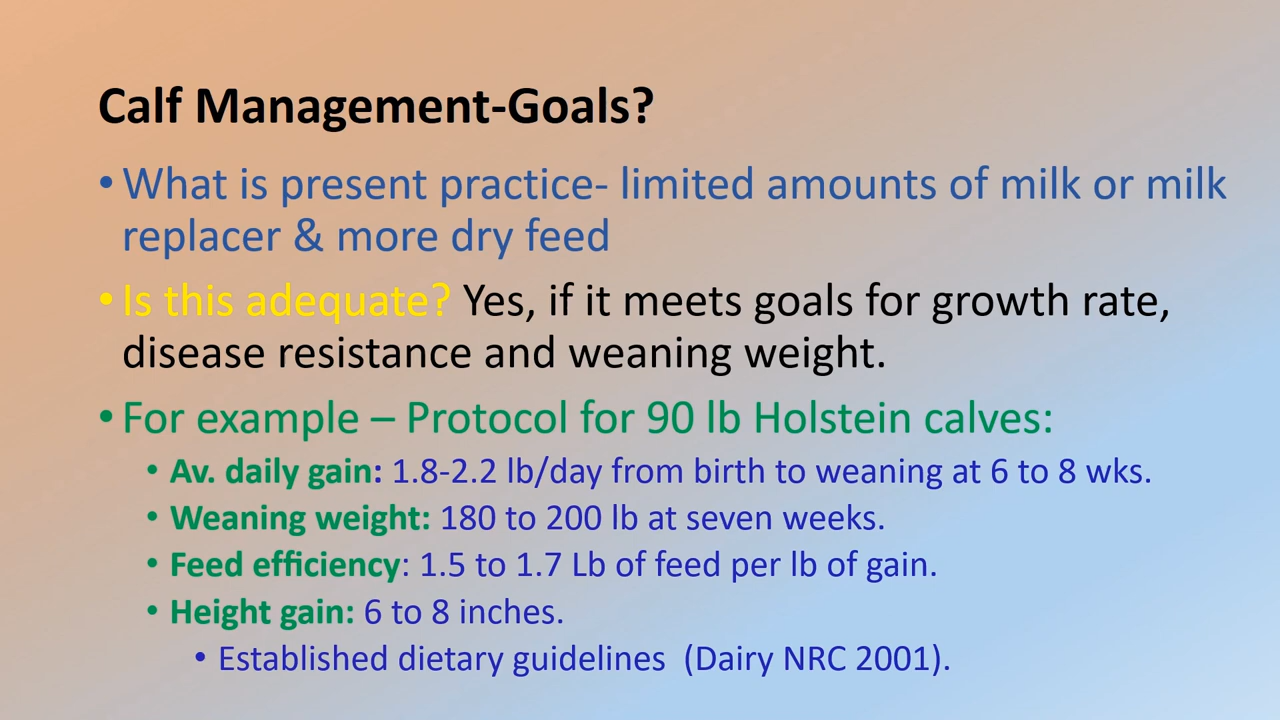 Calf Management-Goals?
• What is present practice- limited amounts of milk or milk
replacer & more dry feed
• Is this adequate? Yes, if it meets goals for growth rate,
disease resistance and weaning weight.
• For example – Protocol for 90 lb Holstein calves:
• Av. daily gain: 1.8-2.2 lb/day from birth to weaning at 6 to 8 wks.
• Weaning weight: 180 to 200 lb at seven weeks.
• Feed efficiency: 1.5 to 1.7 Lb of feed per lb of gain.
• Height gain: 6 to 8 inches.
• Established dietary guidelines (Dairy NRC 2001).